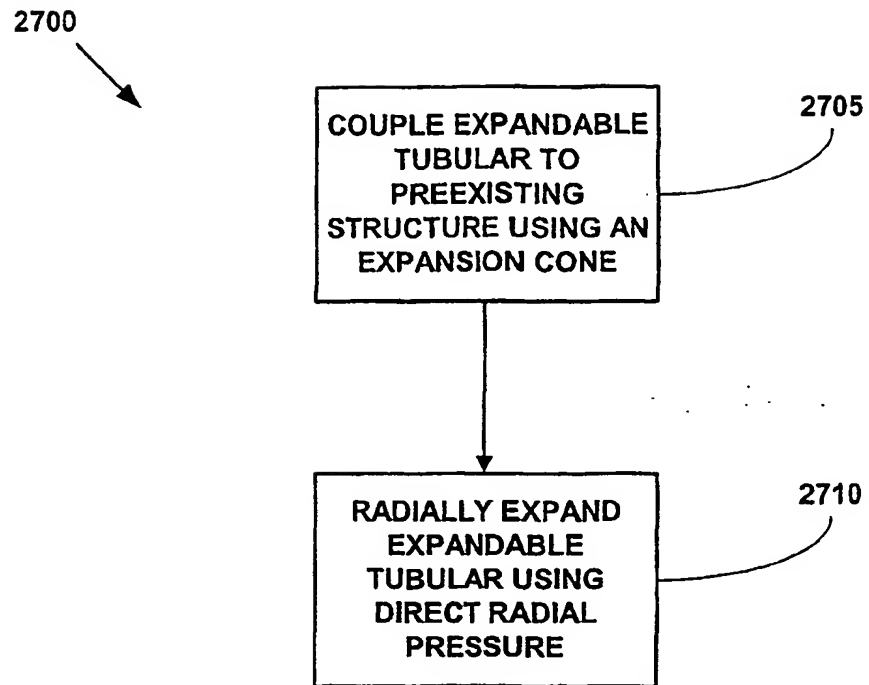 2700
COUPLE EXPANDABLE
TUBULAR TO
PREEXISTING
STRUCTURE USING AN
EXPANSION CONE
2705
RADIALLY EXPAND
EXPANDABLE
TUBULAR USING
DIRECT RADIAL
PRESSURE
2710